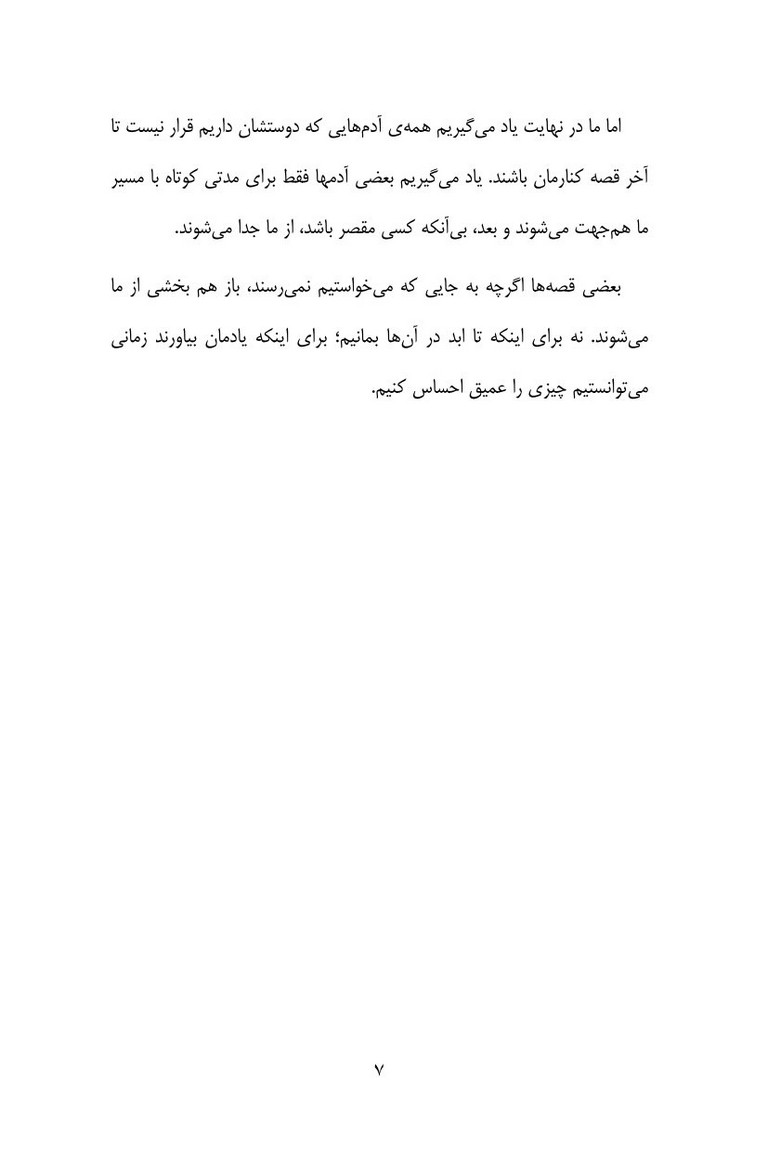 اما ما در نهایت یاد می‌گیریم همه‌ی آدم‌هایی که دوستشان داریم قرار نیست تا
آخر قصه کنارمان باشند. یاد می‌گیریم بعضی آدمها فقط برای مدتی کوتاه با مسیر
ما هم‌جهت می‌شوند و بعد، بی‌آنکه کسی مقصر باشد، از ما جدا می‌شوند.
بعضی قصه‌ها اگرچه به جایی که می‌خواستیم نمی‌رسند، باز هم بخشی از ما
می‌شوند. نه برای اینکه تا ابد در آن‌ها بمانیم؛ برای اینکه یادمان بیاورند زمانی
می‌توانستیم چیزی را عمیق احساس کنیم.
۷